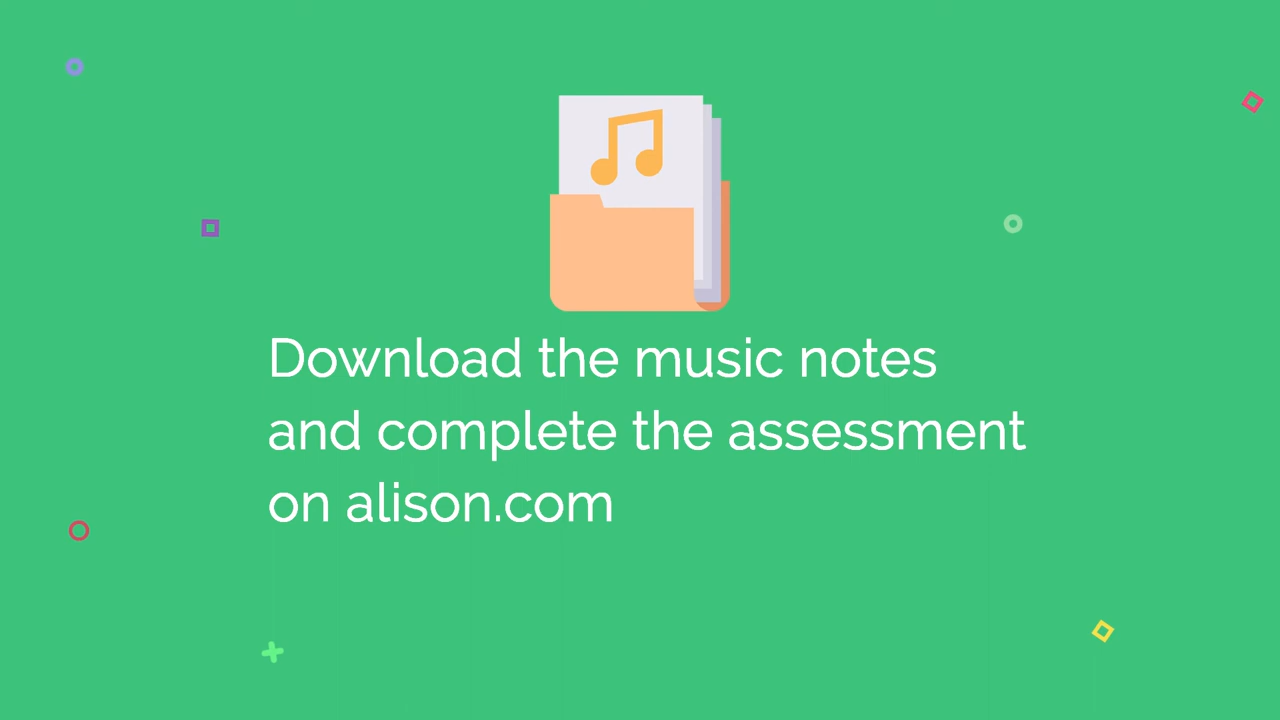 Download the music notes
and complete the assessment
on alison.com